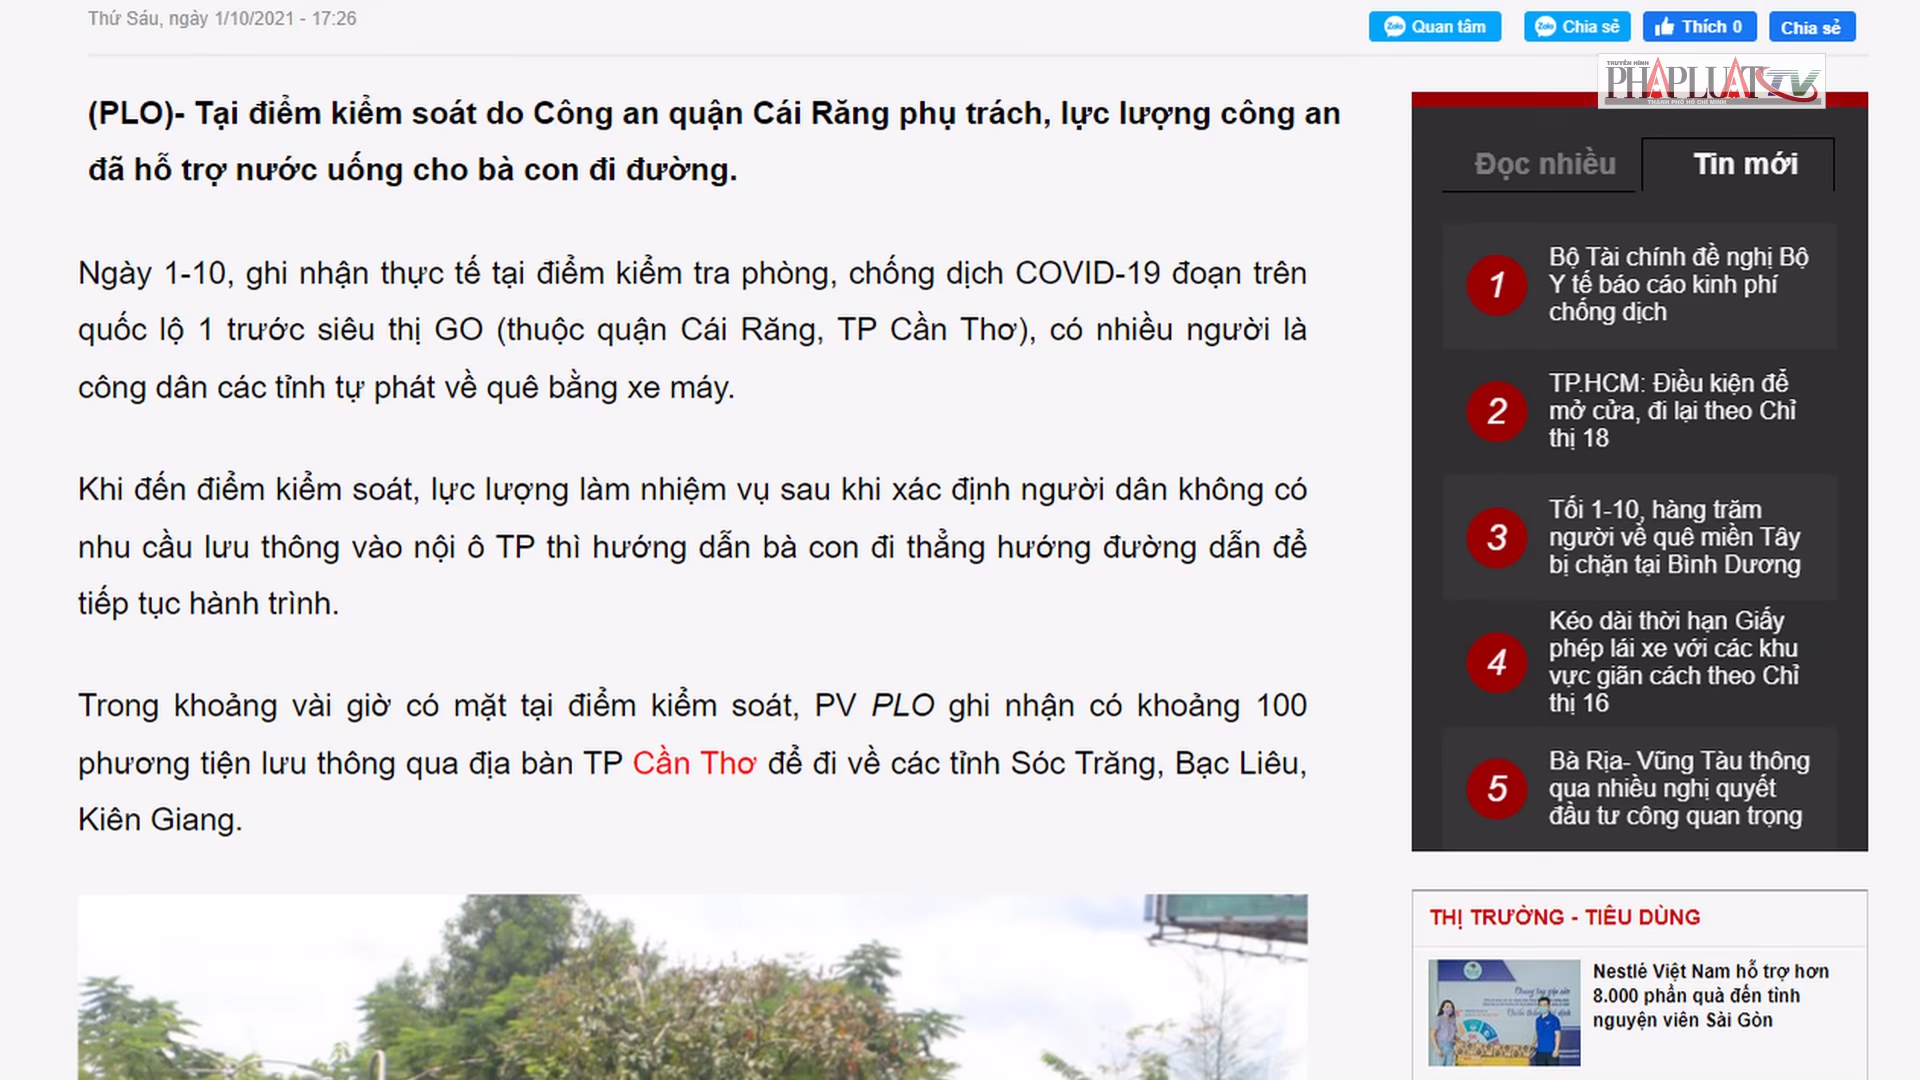 Thứ Sáu, ngày 1/10/2021 - 17:26
Quan tâm
Chia sẻ
Thích 0
Chia sẻ
TRUYỀN HÌNH
PHÁPLUẬT TV
THÀNH PHỐ HỒ CHÍ MINH
(PLO)- Tại điểm kiểm soát do Công an quận Cái Răng phụ trách, lực lượng công an
đã hỗ trợ nước uống cho bà con đi đường.
Ngày 1-10, ghi nhận thực tế tại điểm kiểm tra phòng, chống dịch COVID-19 đoạn trên
quốc lộ 1 trước siêu thị GO (thuộc quận Cái Răng, TP Cần Thơ), có nhiều người là
công dân các tỉnh tự phát về quê bằng xe máy.
Khi đến điểm kiểm soát, lực lượng làm nhiệm vụ sau khi xác định người dân không có
nhu cầu lưu thông vào nội ô TP thì hướng dẫn bà con đi thẳng hướng đường dẫn để
tiếp tục hành trình.
Trong khoảng vài giờ có mặt tại điểm kiểm soát, PV PLO ghi nhận có khoảng 100
phương tiện lưu thông qua địa bàn TP Cần Thơ để đi về các tỉnh Sóc Trăng, Bạc Liêu,
Kiên Giang.
Đọc nhiều
Tin mới
1
Bộ Tài chính đề nghị Bộ
Y tế báo cáo kinh phí
chống dịch
2
TP.HCM: Điều kiện để
mở cửa, đi lại theo Chỉ
thị 18
3
Tối 1-10, hàng trăm
người về quê miền Tây
bị chặn tại Bình Dương
4
Kéo dài thời hạn Giấy
phép lái xe với các khu
vực giãn cách theo Chỉ
thị 16
5
Bà Rịa- Vũng Tàu thông
qua nhiều nghị quyết
đầu tư công quan trọng
THỊ TRƯỜNG - TIÊU DÙNG
Nestlé Việt Nam hỗ trợ hơn
8.000 phần quà đến tình
nguyện viên Sài Gòn